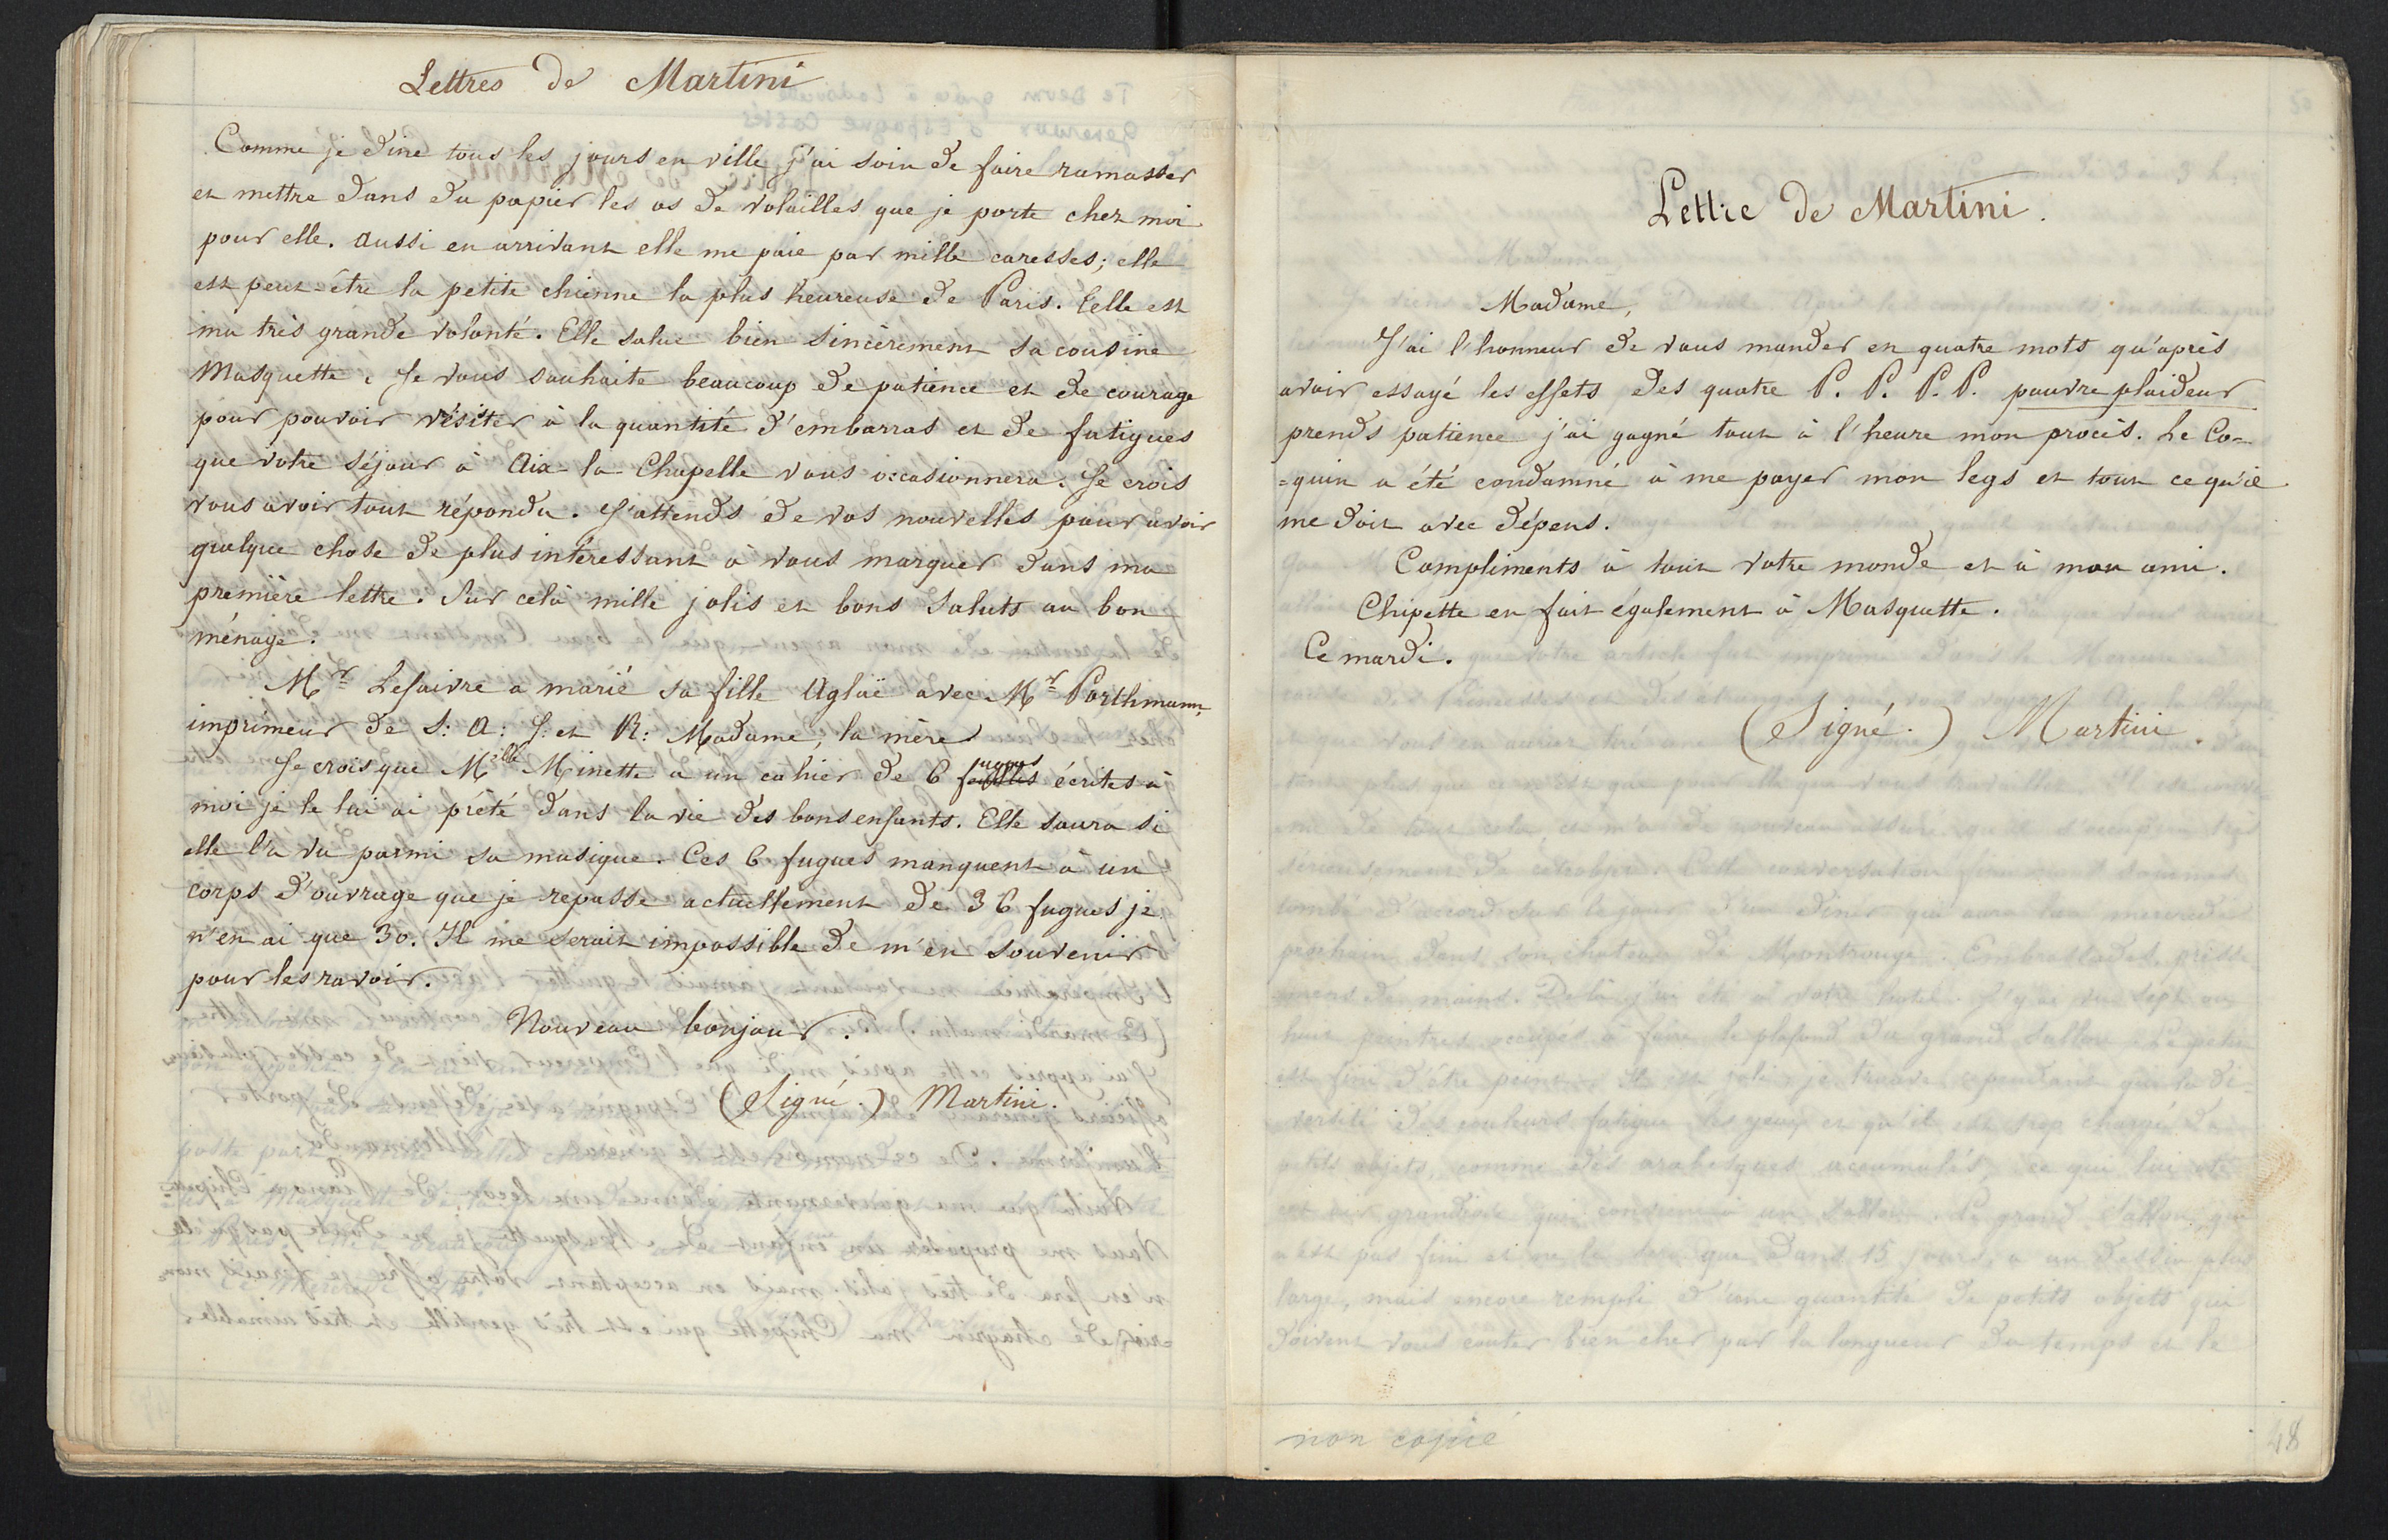 Lettres de Martini
Comme je dine tous les jours en ville j'ai soin de faire ramasser
et mettre dans du papier les os de volailles que je porte chez moi
pour elle. Aussi en arrivant elle me paie par mille caresses; elle
est peut-être la petite chienne la plus heureuse de Paris. Telle est
ma très grande volonté. Elle salue bien sincèrement sa cousine
Masquette. Je vous souhaite beaucoup de patience et de courage
pour pouvoir résister à la quantité d'embarras et de fatigues
que votre séjour à Aix-la-Chapelle vous occasionnera. Je crois
vous avoir tout répondu. J'attends de vos nouvelles pour avoir
quelque chose de plus intéressant à vous marquer dans ma
première lettre. Sur celà mille jolis et bons saluts au bon
ménage.
Mr Lefaivre a marié sa fille Aglaë avec Mr Porthmann,
imprimeur de S: A: J: et R: Madame, la mère
Je crois que Melle Minette a un cahier de 6 fugues écrites à
moi je le lui ai prêté dans la vie des bons enfants. Elle saura si
elle l'a vu parmi sa musique. Ces 6 fugues manquent à un
corps d'ouvrage que je repasse actuellement de 36 fugues je
n'en ai que 30. Il me serait impossible de m'en souvenir
pour les ravoir.
Nouveau bonjour.
(Signé.) Martini.
Lettre de Martini.
Madame,
J'ai l'honneur de vous mander en quatre mots qu'après
avoir essayé les effets des quatre P. P. P. P. pauvre plaideur
prends patience j'ai gagné tout à l'heure mon procès. Le Co-
=quin a été condamné à me payer mon legs et tout ce qu'il
me doit avec dépens.
Compliments à tout votre monde et à mon ami.
Chipette en fait également à Masquette.
Ce mardi.
(Signé.) Martini.
non copié
48